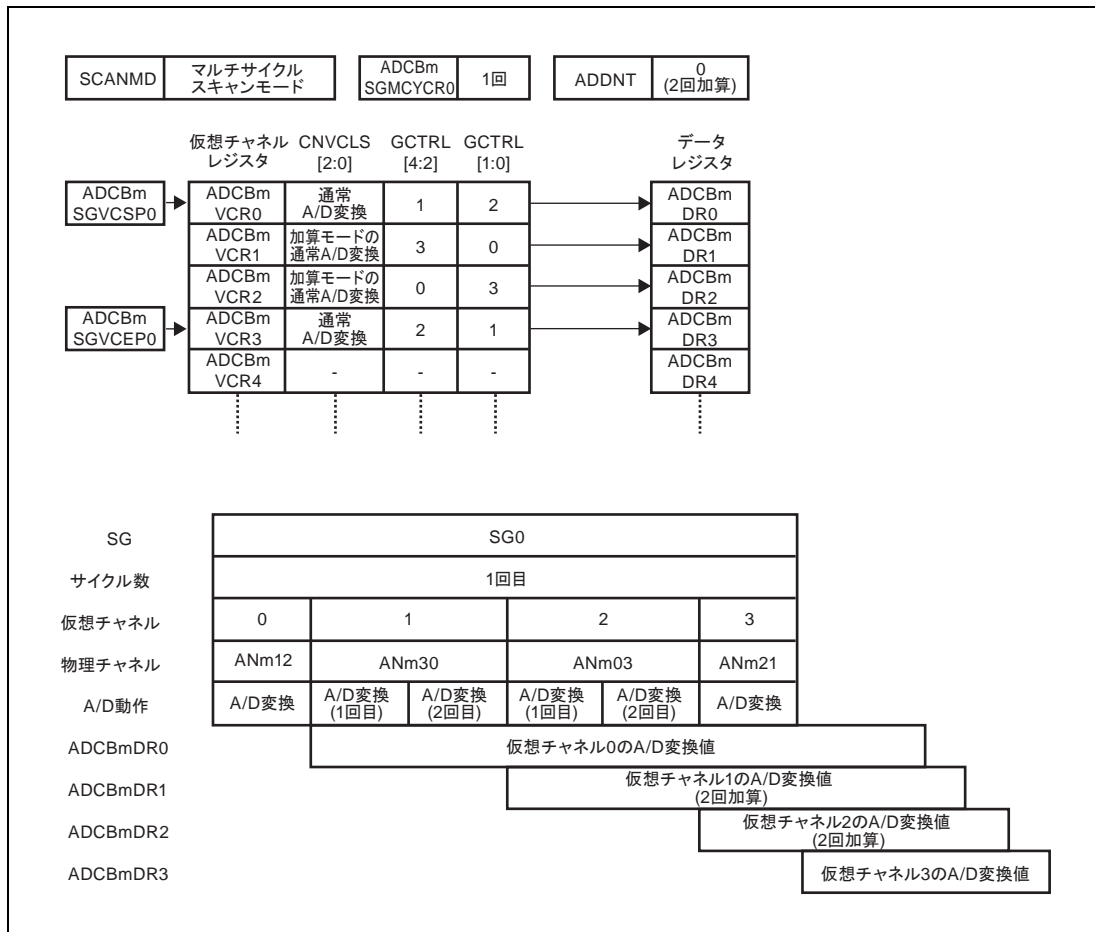 SCANMD
マルチサイクル
スキャンモード
ADCBm
SGMCYCR0
1回
ADDNT
0
(2回加算)
仮想チャネル
レジスタ
CNVCLS
[2:0]
GCTRL
[4:2]
GCTRL
[1:0]
データ
レジスタ
ADCBm
SGVCSP0
ADCBm
VCR0
通常
A/D変換
1
2
ADCBm
DR0
ADCBm
VCR1
加算モードの
通常A/D変換
3
0
ADCBm
DR1
ADCBm
VCR2
加算モードの
通常A/D変換
0
3
ADCBm
DR2
ADCBm
SGVCEP0
ADCBm
VCR3
通常
A/D変換
2
1
ADCBm
DR3
ADCBm
VCR4
-
-
-
ADCBm
DR4
SG
SG0
サイクル数
1回目
仮想チャネル
0
1
2
3
物理チャネル
ANm12
ANm30
ANm03
ANm21
A/D動作
A/D変換
A/D変換
(1回目)
A/D変換
(2回目)
A/D変換
(1回目)
A/D変換
(2回目)
A/D変換
ADCBmDR0
仮想チャネル0のA/D変換値
ADCBmDR1
仮想チャネル1のA/D変換値
(2回加算)
ADCBmDR2
仮想チャネル2のA/D変換値
(2回加算)
ADCBmDR3
仮想チャネル3のA/D変換値